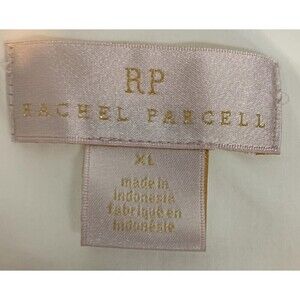 RP
RACHEL PARCELL
XL
made in
indonesia
fabriqué en
indonésie